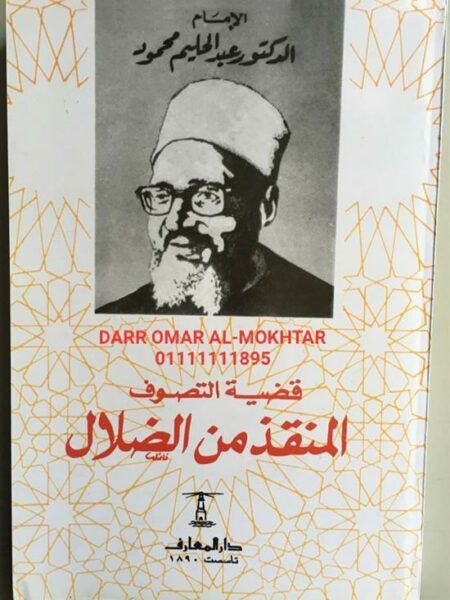 الإمام
الدكتور عبد الحليم محمود
DARR OMAR AL-MOKHTAR
01111111895
قضية التصوف
المنقذ من الضلال
دار المعارف
تأسست ١٨٩٠